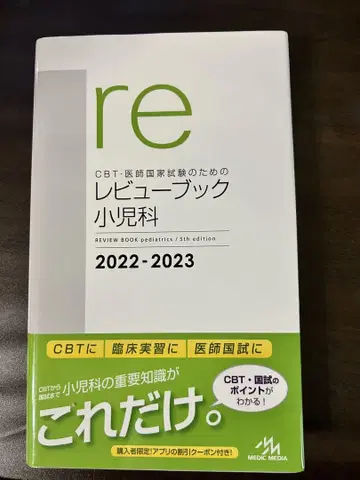 re
CBT・医師国家試験のための
レビューブック
小児科
REVIEW BOOK pediatrics / 5th edition
2022-2023
CBTに 臨床実習に 医師国試に
CBTから
国試まで
小児科の重要知識が
これだけ。
CBT・国試の
ポイントが
わかる!
購入者限定!アプリの割引クーポン付き!
MEDIC MEDIA